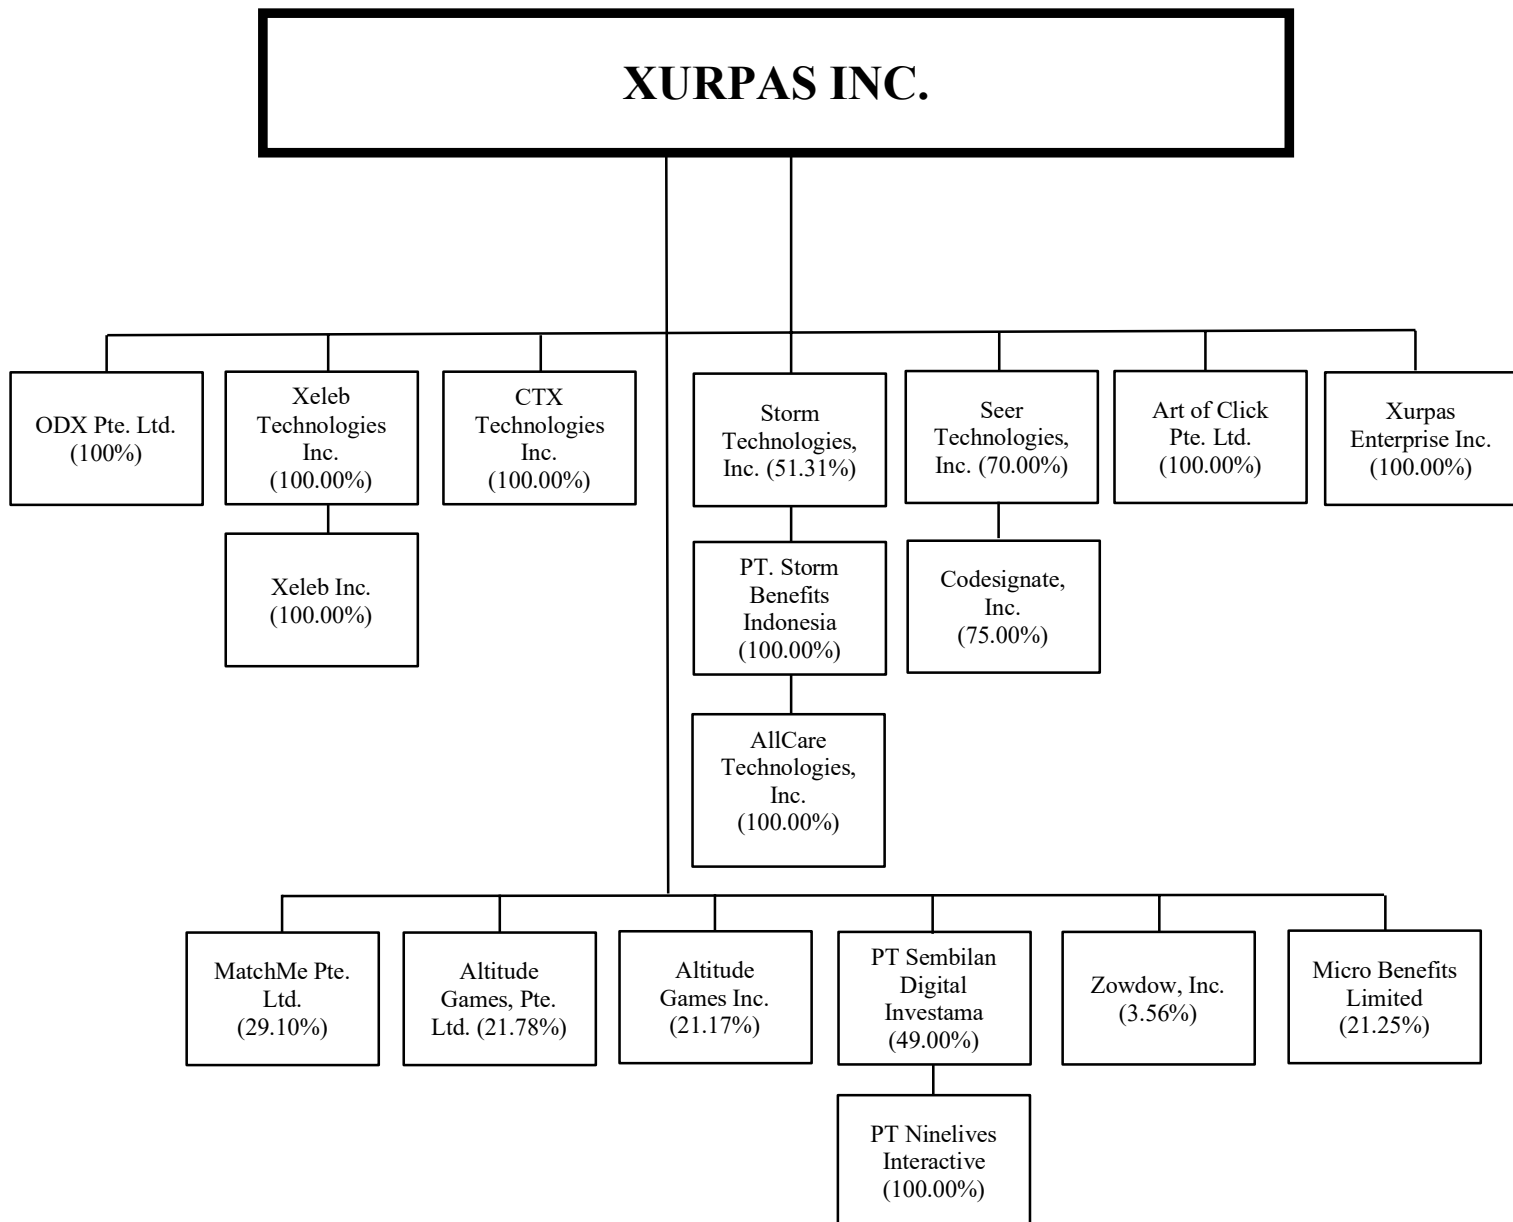 XURPAS INC.
ODX Pte. Ltd.
(100%)
Xeleb
Technologies
Inc.
(100.00%)
CTX
Technologies
Inc.
(100.00%)
Storm
Technologies,
Inc. (51.31%)
Seer
Technologies,
Inc. (70.00%)
Art of Click
Pte. Ltd.
(100.00%)
Xurpas
Enterprise Inc.
(100.00%)
Xeleb Inc.
(100.00%)
PT. Storm
Benefits
Indonesia
(100.00%)
Codesignate,
Inc.
(75.00%)
AllCare
Technologies,
Inc.
(100.00%)
MatchMe Pte.
Ltd.
(29.10%)
Altitude
Games, Pte.
Ltd. (21.78%)
Altitude
Games Inc.
(21.17%)
PT Sembilan
Digital
Investama
(49.00%)
Zowdow, Inc.
(3.56%)
Micro Benefits
Limited
(21.25%)
PT Ninelives
Interactive
(100.00%)